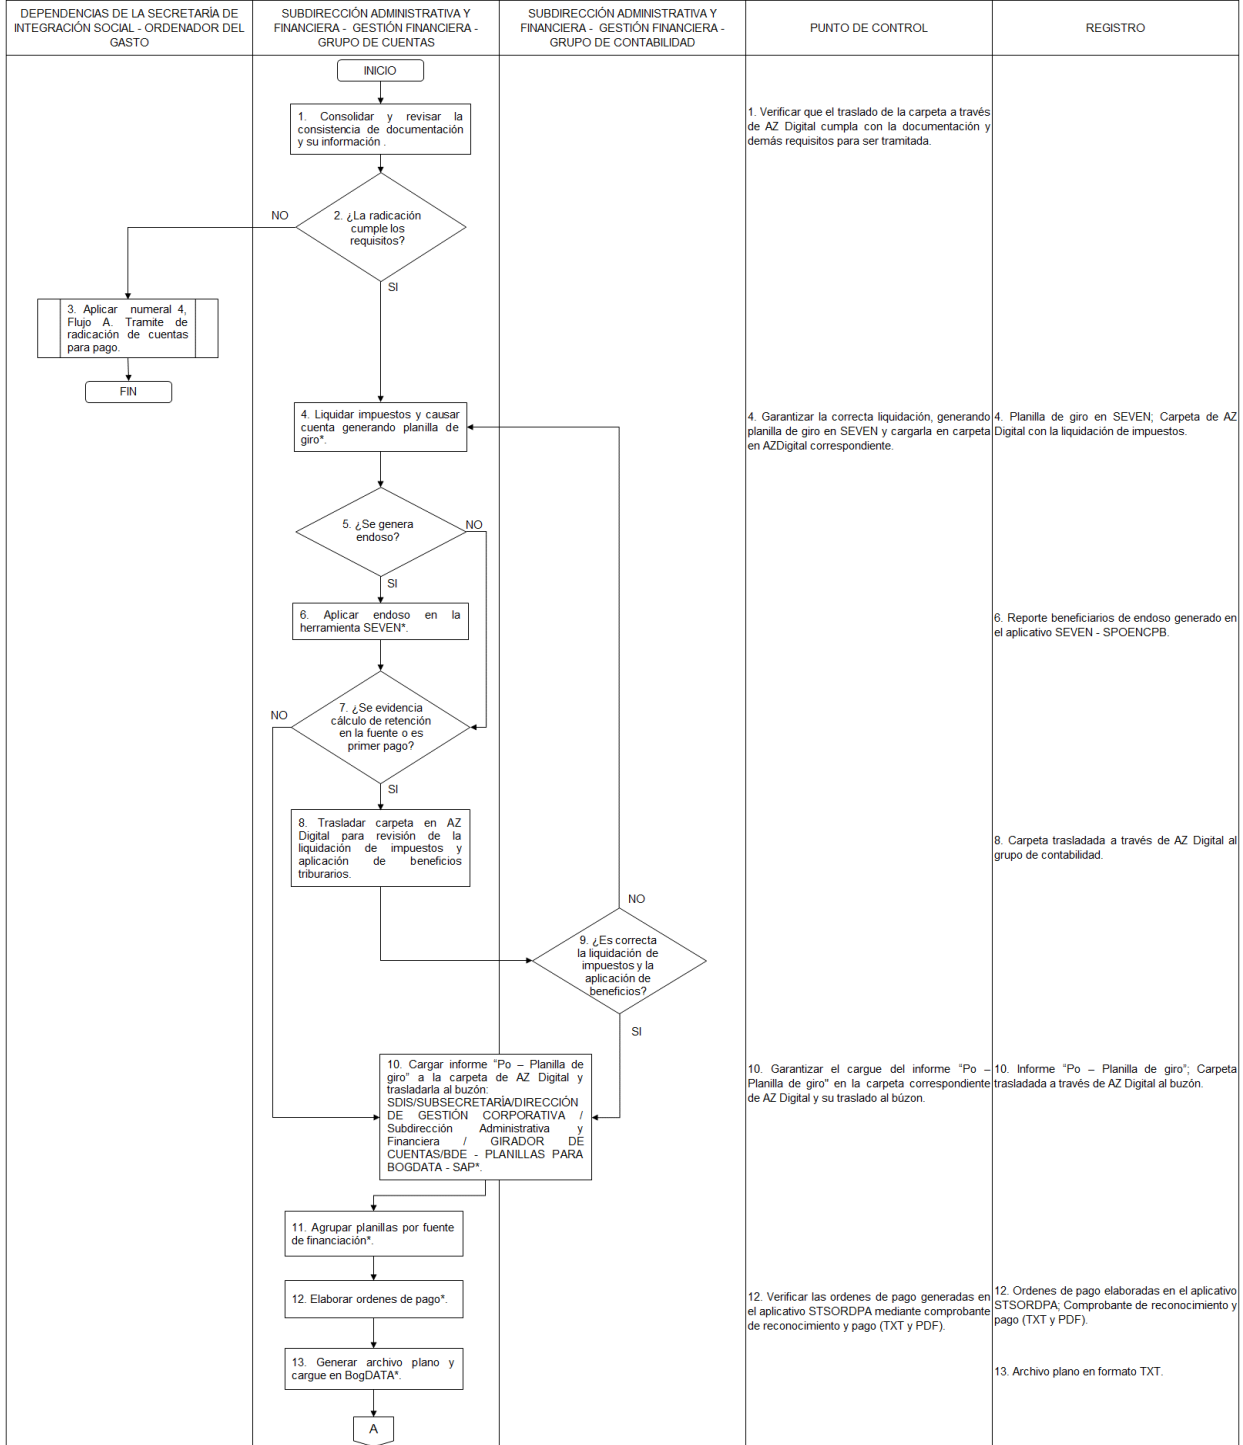 DEPENDENCIAS DE LA SECRETARÍA DE
INTEGRACIÓN SOCIAL - ORDENADOR DEL
GASTO
SUBDIRECCIÓN ADMINISTRATIVA Y
FINANCIERA - GESTIÓN FINANCIERA -
GRUPO DE CUENTAS
SUBDIRECCIÓN ADMINISTRATIVA Y
FINANCIERA - GESTIÓN FINANCIERA -
GRUPO DE CONTABILIDAD
PUNTO DE CONTROL
REGISTRO
INICIO
1. Consolidar y revisar la
consistencia de documentación
y su información .
1. Verificar que el traslado de la carpeta a través
de AZ Digital cumpla con la documentación y
demás requisitos para ser tramitada.
2. ¿La radicación
cumple los
requisitos?
NO
SI
3. Aplicar numeral 4,
Flujo A. Tramite de
radicación de cuentas
para pago.
FIN
4. Liquidar impuestos y causar
cuenta generando planilla de
giro*.
4. Garantizar la correcta liquidación, generando
planilla de giro en SEVEN y cargarla en carpeta
en AZDigital correspondiente.
4. Planilla de giro en SEVEN; Carpeta de AZ
Digital con la liquidación de impuestos.
5. ¿Se genera
endoso?
NO
SI
6. Aplicar endoso en la
herramienta SEVEN*.
6. Reporte beneficiarios de endoso generado en
el aplicativo SEVEN - SPOENCPB.
7. ¿Se evidencia
cálculo de retención
en la fuente o es
primer pago?
NO
SI
8. Trasladar carpeta en AZ
Digital para revisión de la
liquidación de impuestos y
aplicación de beneficios
triburarios.
8. Carpeta trasladada a través de AZ Digital al
grupo de contabilidad.
NO
9. ¿Es correcta
la liquidación de
impuestos y la
aplicación de
beneficios?
SI
10. Cargar informe "Po – Planilla de
giro" a la carpeta de AZ Digital y
trasladarla al buzón:
SDIS/SUBSECRETARÍA/DIRECCIÓN
DE GESTIÓN CORPORATIVA /
Subdirección Administrativa y
Financiera / GIRADOR DE
CUENTAS/BDE - PLANILLAS PARA
BOGDATA - SAP*.
10. Garantizar el cargue del informe "Po –
Planilla de giro" en la carpeta correspondiente
de AZ Digital y su traslado al búzon.
10. Informe "Po – Planilla de giro"; Carpeta
trasladada a través de AZ Digital al buzón.
11. Agrupar planillas por fuente
de financiación*.
12. Elaborar ordenes de pago*.
12. Verificar las ordenes de pago generadas en
el aplicativo STSORDPA mediante comprobante
de reconocimiento y pago (TXT y PDF).
12. Ordenes de pago elaboradas en el aplicativo
STSORDPA; Comprobante de reconocimiento y
pago (TXT y PDF).
13. Generar archivo plano y
cargue en BogDATA*.
13. Archivo plano en formato TXT.
A